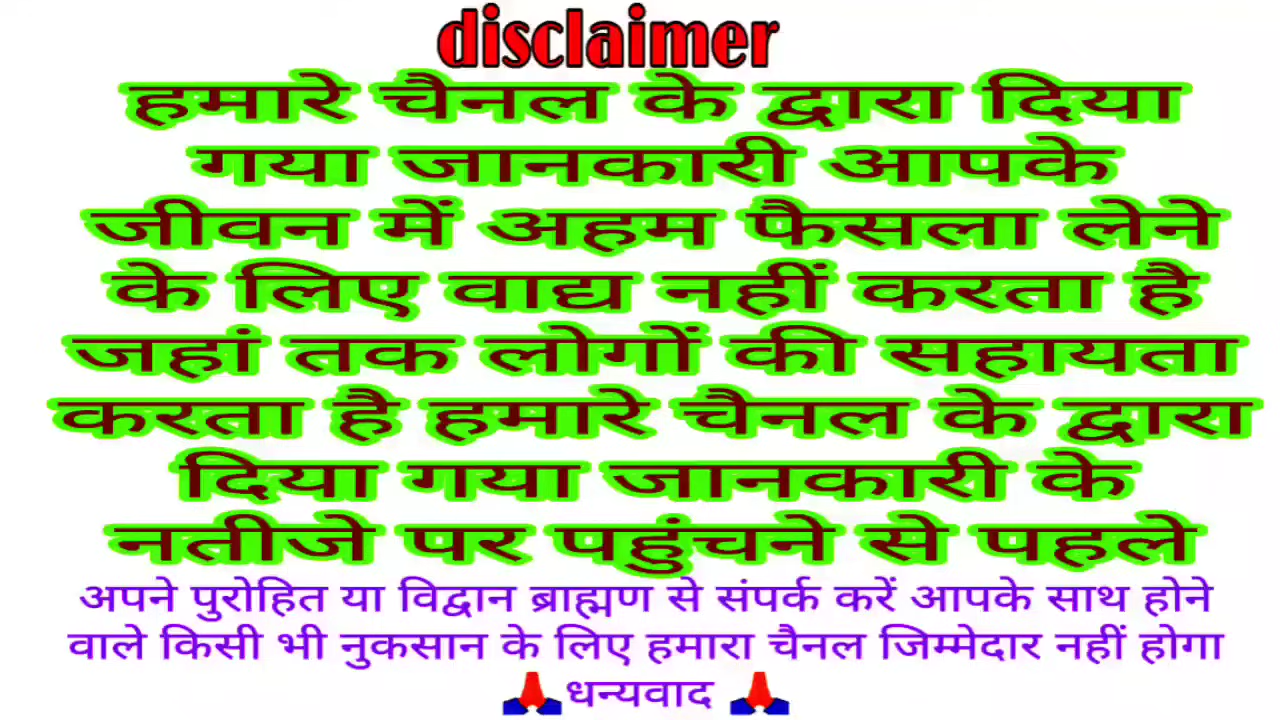 disclaimer
हमारे चैनल के द्वारा दिया
गया जानकारी आपके
जीवन में अहम फैसला लेने
के लिए वाद्य नहीं करता है
जहां तक लोगों की सहायता
करता है हमारे चैनल के द्वारा
दिया गया जानकारी के
नतीजे पर पहुंचने से पहले
अपने पुरोहित या विद्वान ब्राह्मण से संपर्क करें आपके साथ होने
वाले किसी भी नुकसान के लिए हमारा चैनल जिम्मेदार नहीं होगा
🙏धन्यवाद 🙏